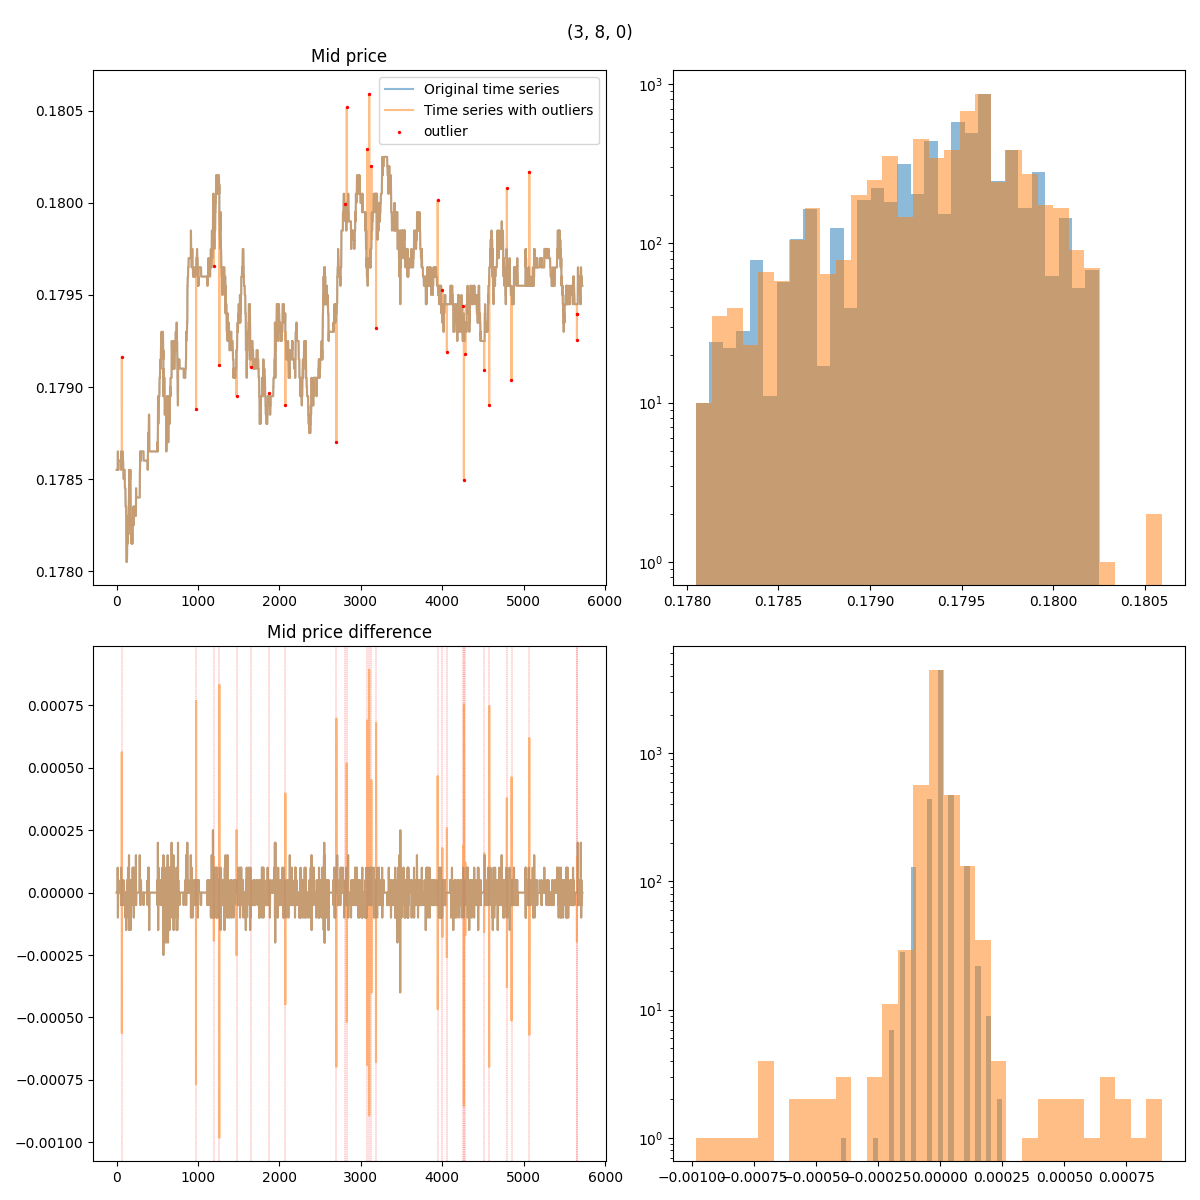 (3, 8, 0)
Mid price
Original time series
Time series with outliers
outlier
0.1805
0.1800
0.1795
0.1790
0.1785
0.1780
0 1000 2000 3000 4000 5000 6000
10³
10²
10¹
10⁰
0.1780 0.1785 0.1790 0.1795 0.1800 0.1805
Mid price difference
0.00075
0.00050
0.00025
0.00000
−0.00025
−0.00050
−0.00075
−0.00100
0 1000 2000 3000 4000 5000 6000
10³
10²
10¹
10⁰
−0.00100 −0.00075 −0.00050 −0.00025 0.00000 0.00025 0.00050 0.00075